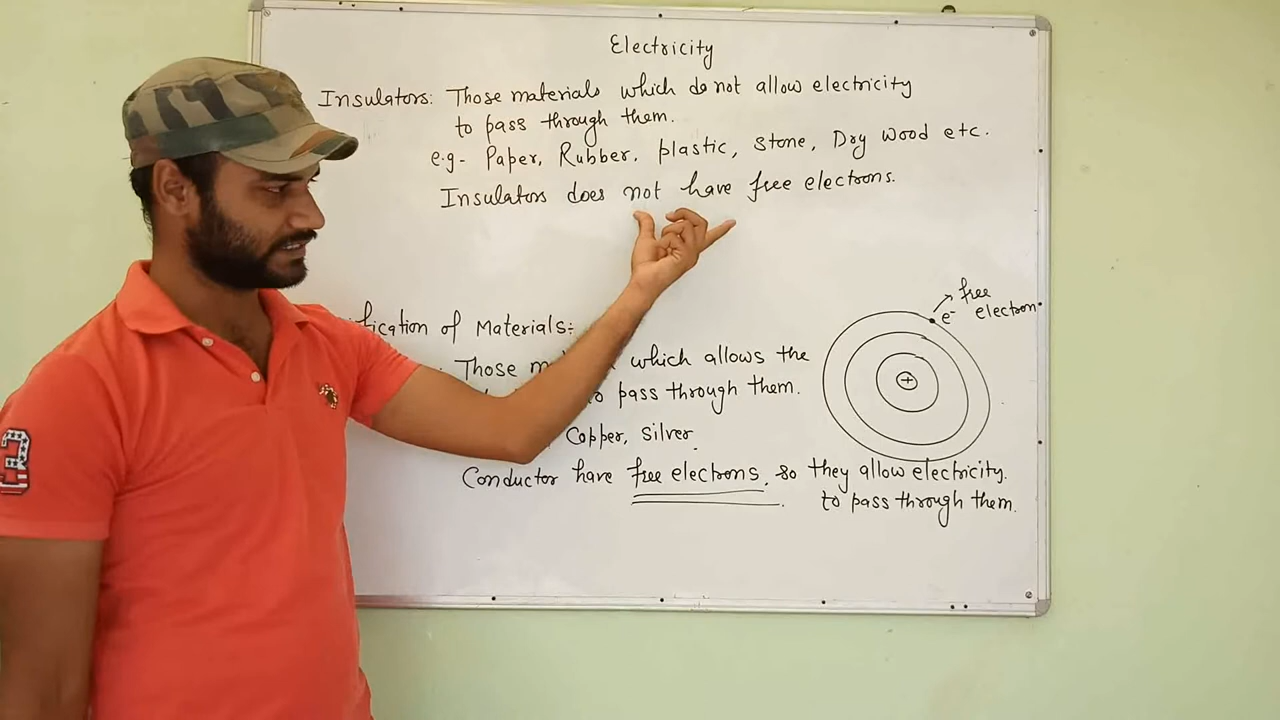 Electricity
Insulators: Those materials which do not allow electricity
to pass through them.
e.g- Paper, Rubber, plastic, stone, Dry wood etc.
Insulators does not have free electrons.
free
e- electron
of Materials:-
Those which allows the
to pass through them.
Copper, Silver
+
Conductor have free electrons, so they allow electricity.
to pass through them.
3